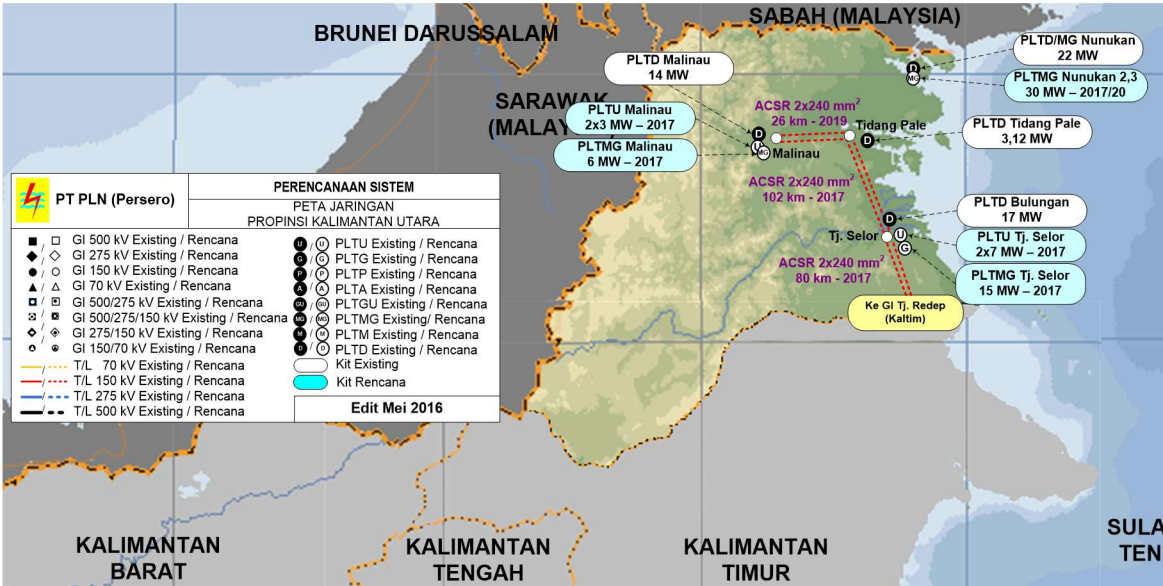 BRUNEI DARUSSALAM
SABAH (MALAYSIA)
SARAWAK
(MALAY
PLTD Malinau
14 MW
PLTU Malinau
2x3 MW – 2017
PLTMG Malinau
6 MW – 2017
D
U
MG
Malinau
ACSR 2x240 mm²
26 km - 2019
Tidang Pale
D
D
MG
PLTD/MG Nunukan
22 MW
PLTMG Nunukan 2,3
30 MW – 2017/20
PLTD Tidang Pale
3,12 MW
ACSR 2x240 mm²
102 km - 2017
PLTD Bulungan
17 MW
D
Tj. Selor
U
G
PLTU Tj. Selor
2x7 MW – 2017
PLTMG Tj. Selor
15 MW – 2017
ACSR 2x240 mm²
80 km - 2017
Ke GI Tj. Redep
(Kaltim)
PT PLN (Persero)
PERENCANAAN SISTEM
PETA JARINGAN
PROPINSI KALIMANTAN UTARA
/ GI 500 kV Existing / Rencana
/ GI 275 kV Existing / Rencana
/ GI 150 kV Existing / Rencana
/ GI 70 kV Existing / Rencana
/ GI 500/275 kV Existing / Rencana
/ GI 500/275/150 kV Existing / Rencana
/ GI 275/150 kV Existing / Rencana
/ GI 150/70 kV Existing / Rencana
/ T/L 70 kV Existing / Rencana
/ T/L 150 kV Existing / Rencana
/ T/L 275 kV Existing / Rencana
/ T/L 500 kV Existing / Rencana
U / U PLTU Existing / Rencana
G / G PLTG Existing / Rencana
P / P PLTP Existing / Rencana
A / A PLTA Existing / Rencana
GU / GU PLTGU Existing / Rencana
MG / MG PLTMG Existing/ Rencana
M / M PLTM Existing / Rencana
D / D PLTD Existing / Rencana
Kit Existing
Kit Rencana
Edit Mei 2016
KALIMANTAN
BARAT
KALIMANTAN
TENGAH
KALIMANTAN
TIMUR
SULA
TEN